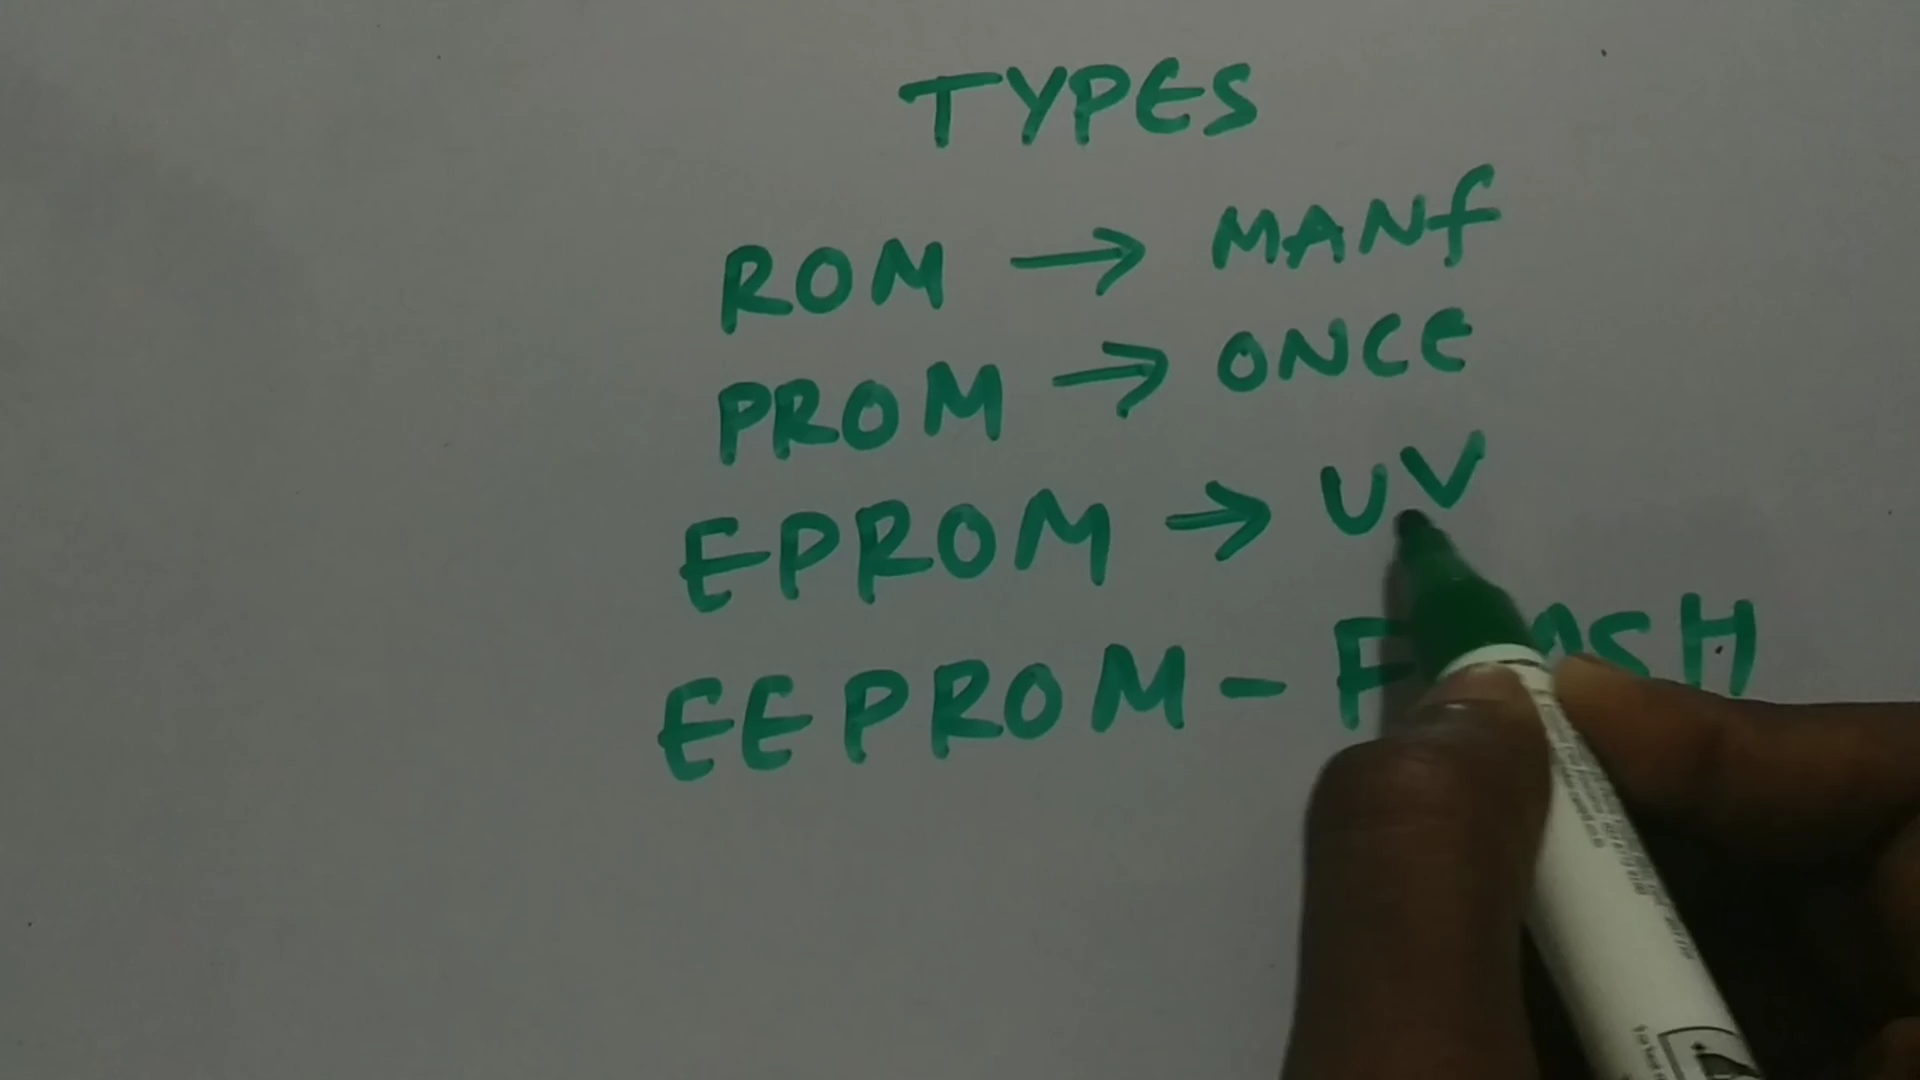 TYPES
ROM → MANf
PROM → ONCE
EPROM → UV
EEPROM -